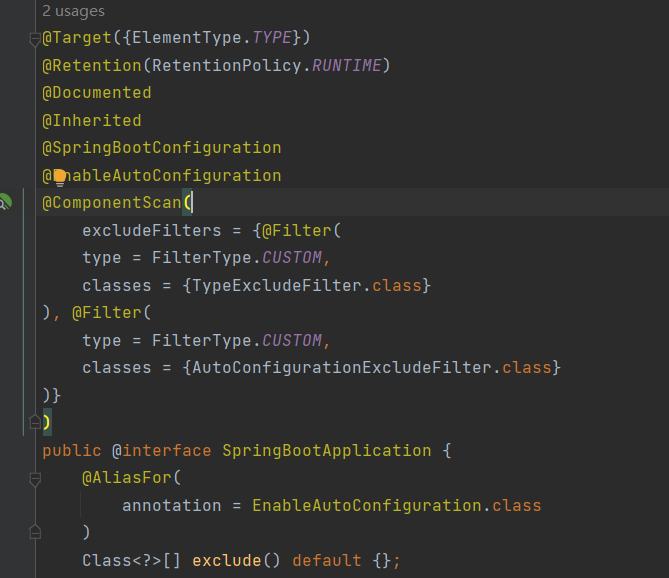 2 usages
@Target({ElementType.TYPE})
@Retention(RetentionPolicy.RUNTIME)
@Documented
@Inherited
@SpringBootConfiguration
@EnableAutoConfiguration
@ComponentScan(
excludeFilters = {@Filter(
type = FilterType.CUSTOM,
classes = {TypeExcludeFilter.class}
), @Filter(
type = FilterType.CUSTOM,
classes = {AutoConfigurationExcludeFilter.class}
)}
)
public @interface SpringBootApplication {
@AliasFor(
annotation = EnableAutoConfiguration.class
)
Class<?>[] exclude() default {};